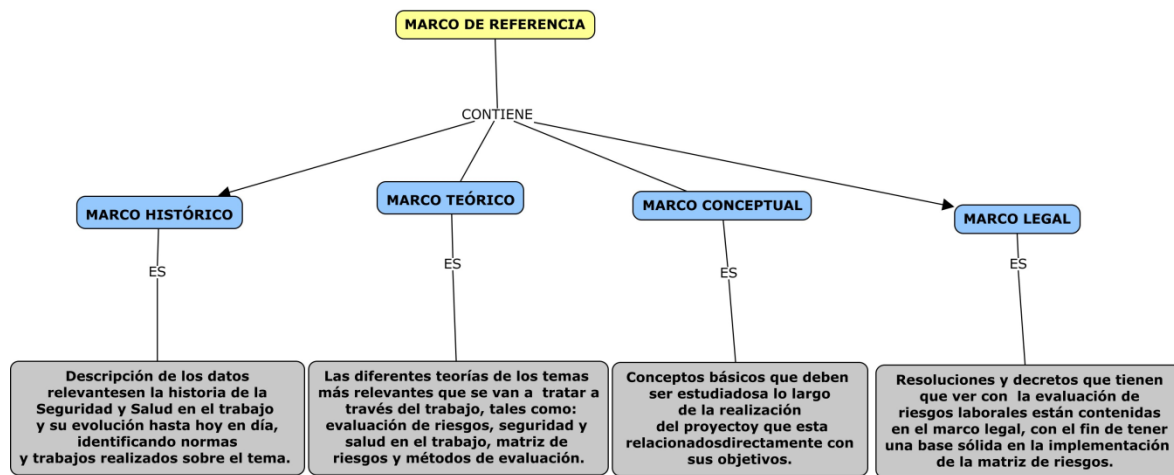 MARCO DE REFERENCIA
CONTIENE
MARCO HISTÓRICO
MARCO TEÓRICO
MARCO CONCEPTUAL
MARCO LEGAL
ES
ES
ES
ES
Descripción de los datos
relevantesen la historia de la
Seguridad y Salud en el trabajo
y su evolución hasta hoy en día,
identificando normas
y trabajos realizados sobre el tema.
Las diferentes teorías de los temas
más relevantes que se van a tratar a
través del trabajo, tales como:
evaluación de riesgos, seguridad y
salud en el trabajo, matriz de
riesgos y métodos de evaluación.
Conceptos básicos que deben
ser estudiadosa lo largo
de la realización
del proyectoy que esta
relacionadosdirectamente con
sus objetivos.
Resoluciones y decretos que tienen
que ver con la evaluación de
riesgos laborales están contenidas
en el marco legal, con el fin de tener
una base sólida en la implementación
de la matriz de riesgos.